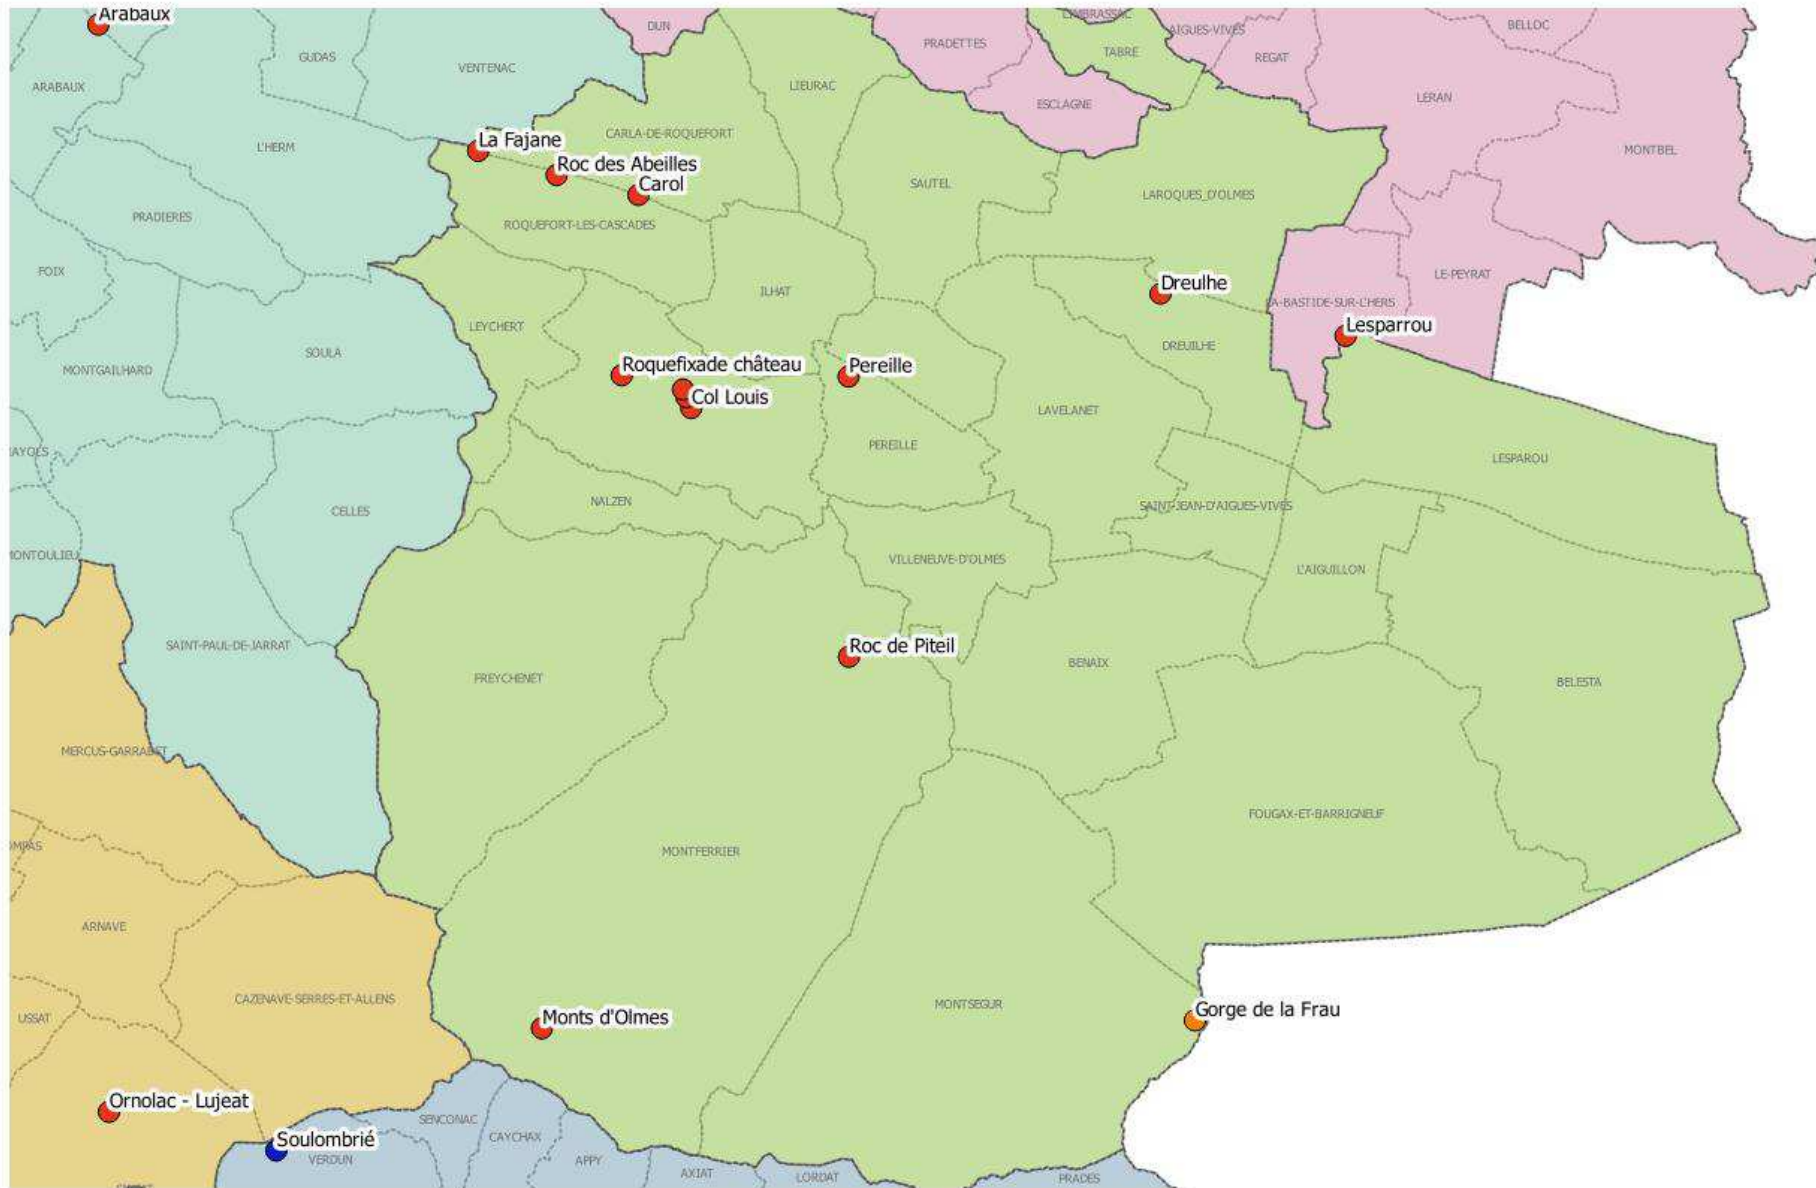 Arabaux
DUN
LIMBRASSAC
AIGUES-VIVES
BELLOC
GUDAS
VENTENAC
PRADETTES
TABRE
REGAT
ARABAUX
LIEURAC
ESCLAGNE
LERAN
L'HERM
La Fajane
CARLA-DE-ROQUEFORT
MONTBEL
Roc des Abeilles
Carol
SAUTEL
LAROQUES_D'OLMES
PRADIERES
ROQUEFORT-LES-CASCADES
FOIX
ILHAT
Dreulhe
LE-PEYRAT
A-BASTIDE-SUR-L'HERS
LEYCHERT
Lesparrou
SOULA
DREUILHE
MONTGAILHARD
Roquefixade château
Pereille
Col Louis
LAVELANET
PEREILLE
AYOLS
LESPAROU
NALZEN
SAINT-JEAN-D'AIGUES-VIVES
CELLES
MONTOULIEU
VILLENEUVE-D'OLMES
L'AIGUILLON
SAINT-PAUL-DE-JARRAT
Roc de Piteil
BENAIX
FREYCHENET
BELESTA
MERCUS-GARRABET
FOUGAX-ET-BARRIGNEUF
OMPAS
MONTFERRIER
ARNAVE
CAZENAVE-SERRES-ET-ALLENS
MONTSEGUR
USSAT
Monts d'Olmes
Gorge de la Frau
Ornolac - Lujeat
SENCONAC
Soulombrié
CAYCHAX
VERDUN
APPY
AXIAT
LORDAT
PRADES